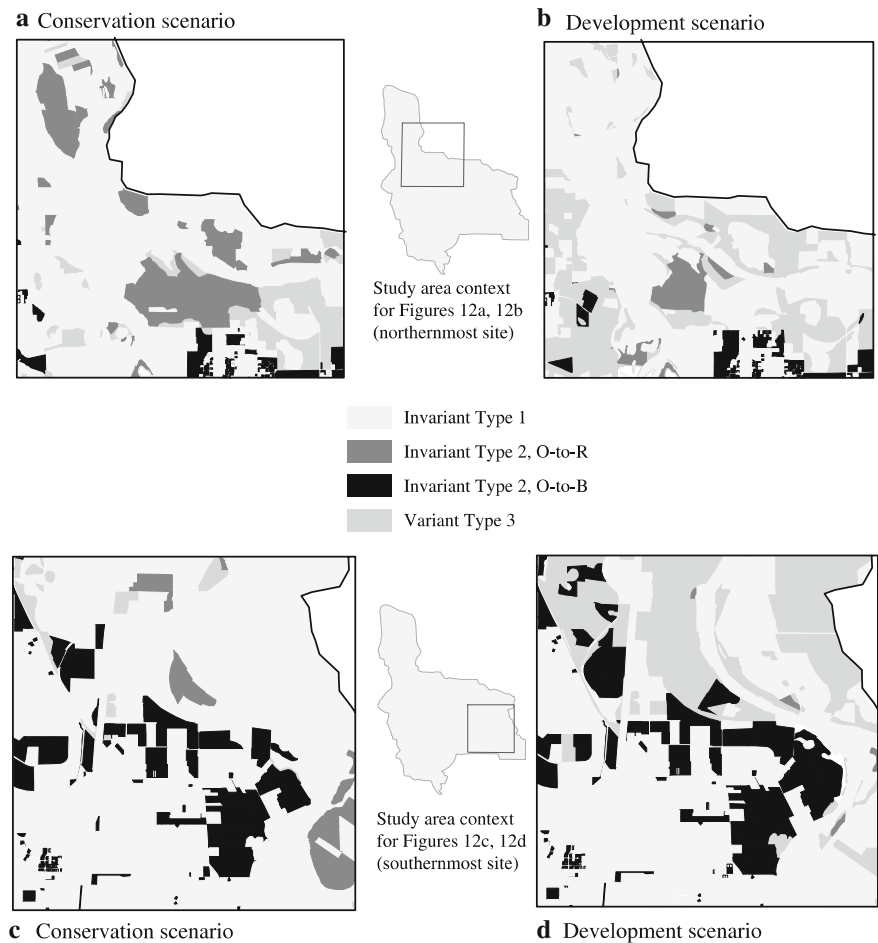 a Conservation scenario
b Development scenario
Study area context
for Figures 12a, 12b
(northernmost site)
Invariant Type 1
Invariant Type 2, O-to-R
Invariant Type 2, O-to-B
Variant Type 3
Study area context
for Figures 12c, 12d
(southernmost site)
c Conservation scenario
d Development scenario